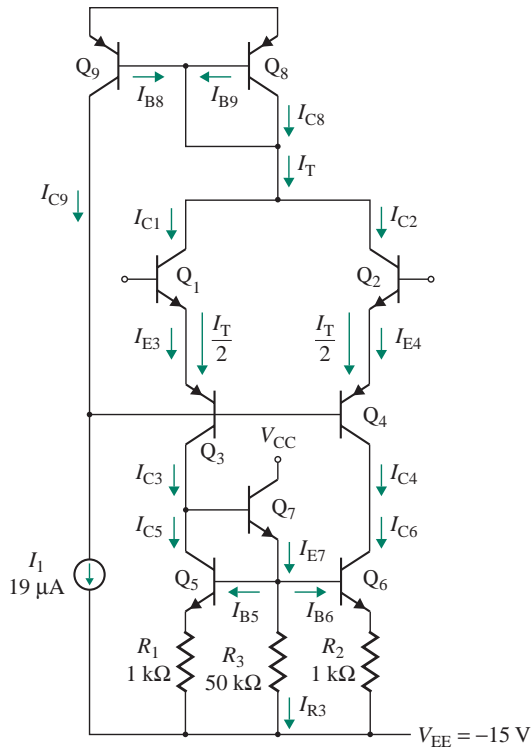 Q9
Q8
IB8
IB9
IC8
IT
IC9
IC1
IC2
Q1
Q2
IE3
IT
2
IT
2
IE4
Q3
Q4
VCC
IC3
IC4
Q7
IC5
IC6
IE7
I1
19 μA
Q5
Q6
IB5
IB6
R1
1 kΩ
R3
50 kΩ
R2
1 kΩ
IR3
VEE = −15 V